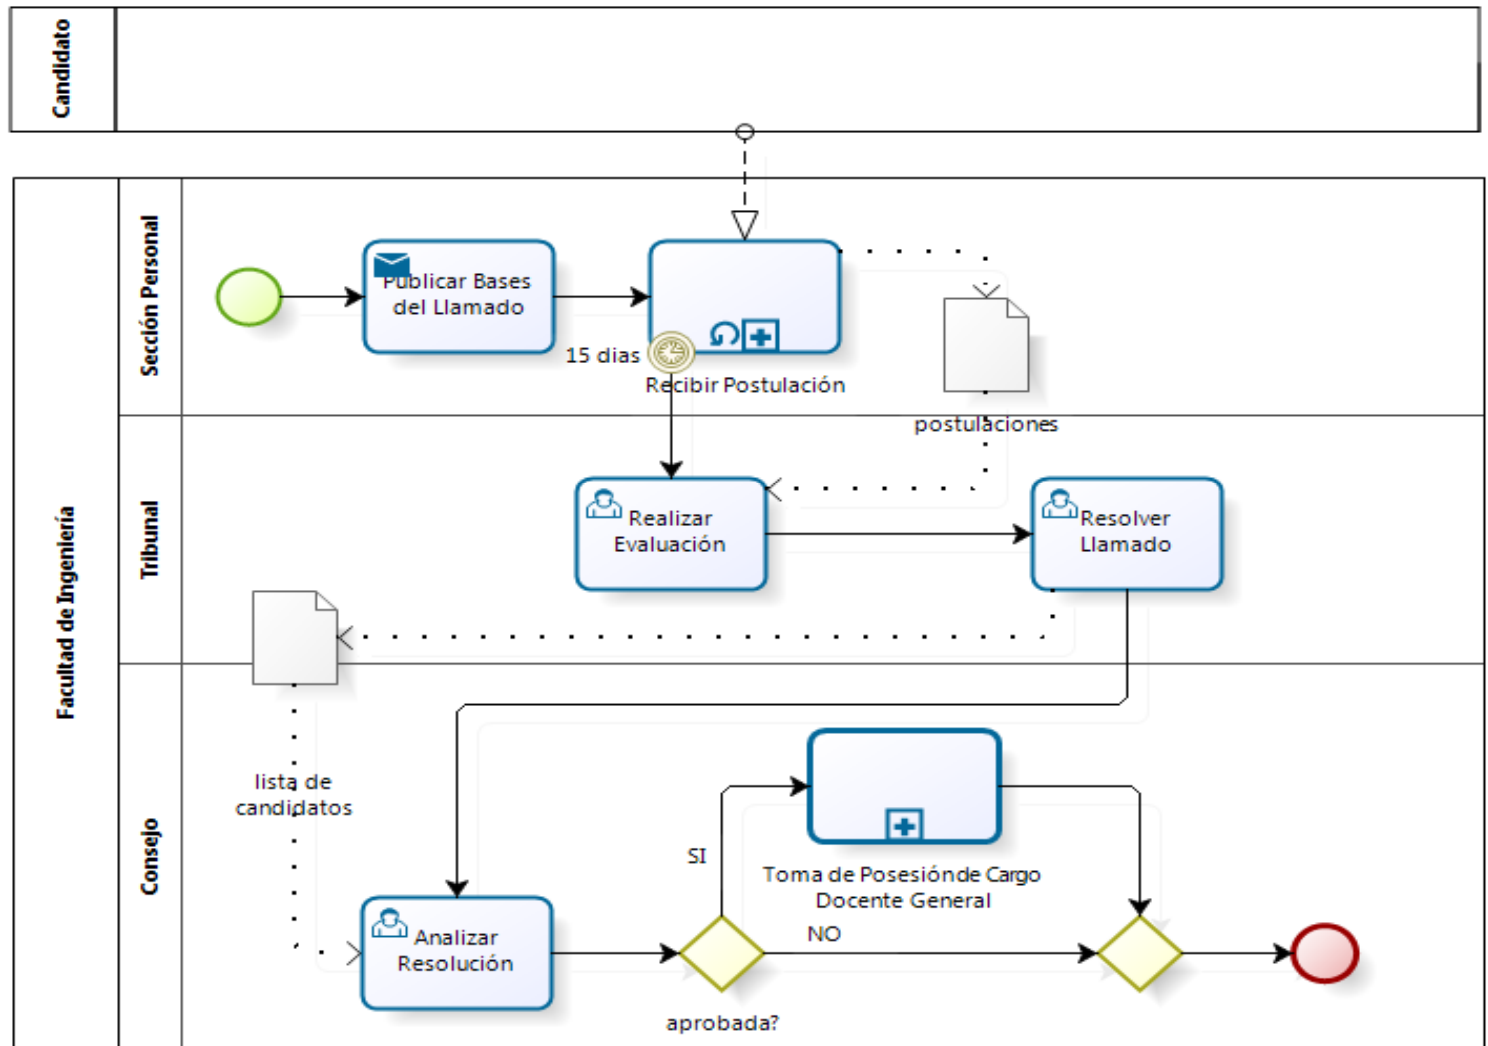 Candidato
Facultad de Ingeniería
Sección Personal
Publicar Bases
del Llamado
15 dias
Recibir Postulación
postulaciones
Tribunal
Realizar
Evaluación
Resolver
Llamado
lista de
candidatos
Consejo
SI
Toma de Posesiónde Cargo
Docente General
NO
Analizar
Resolución
aprobada?